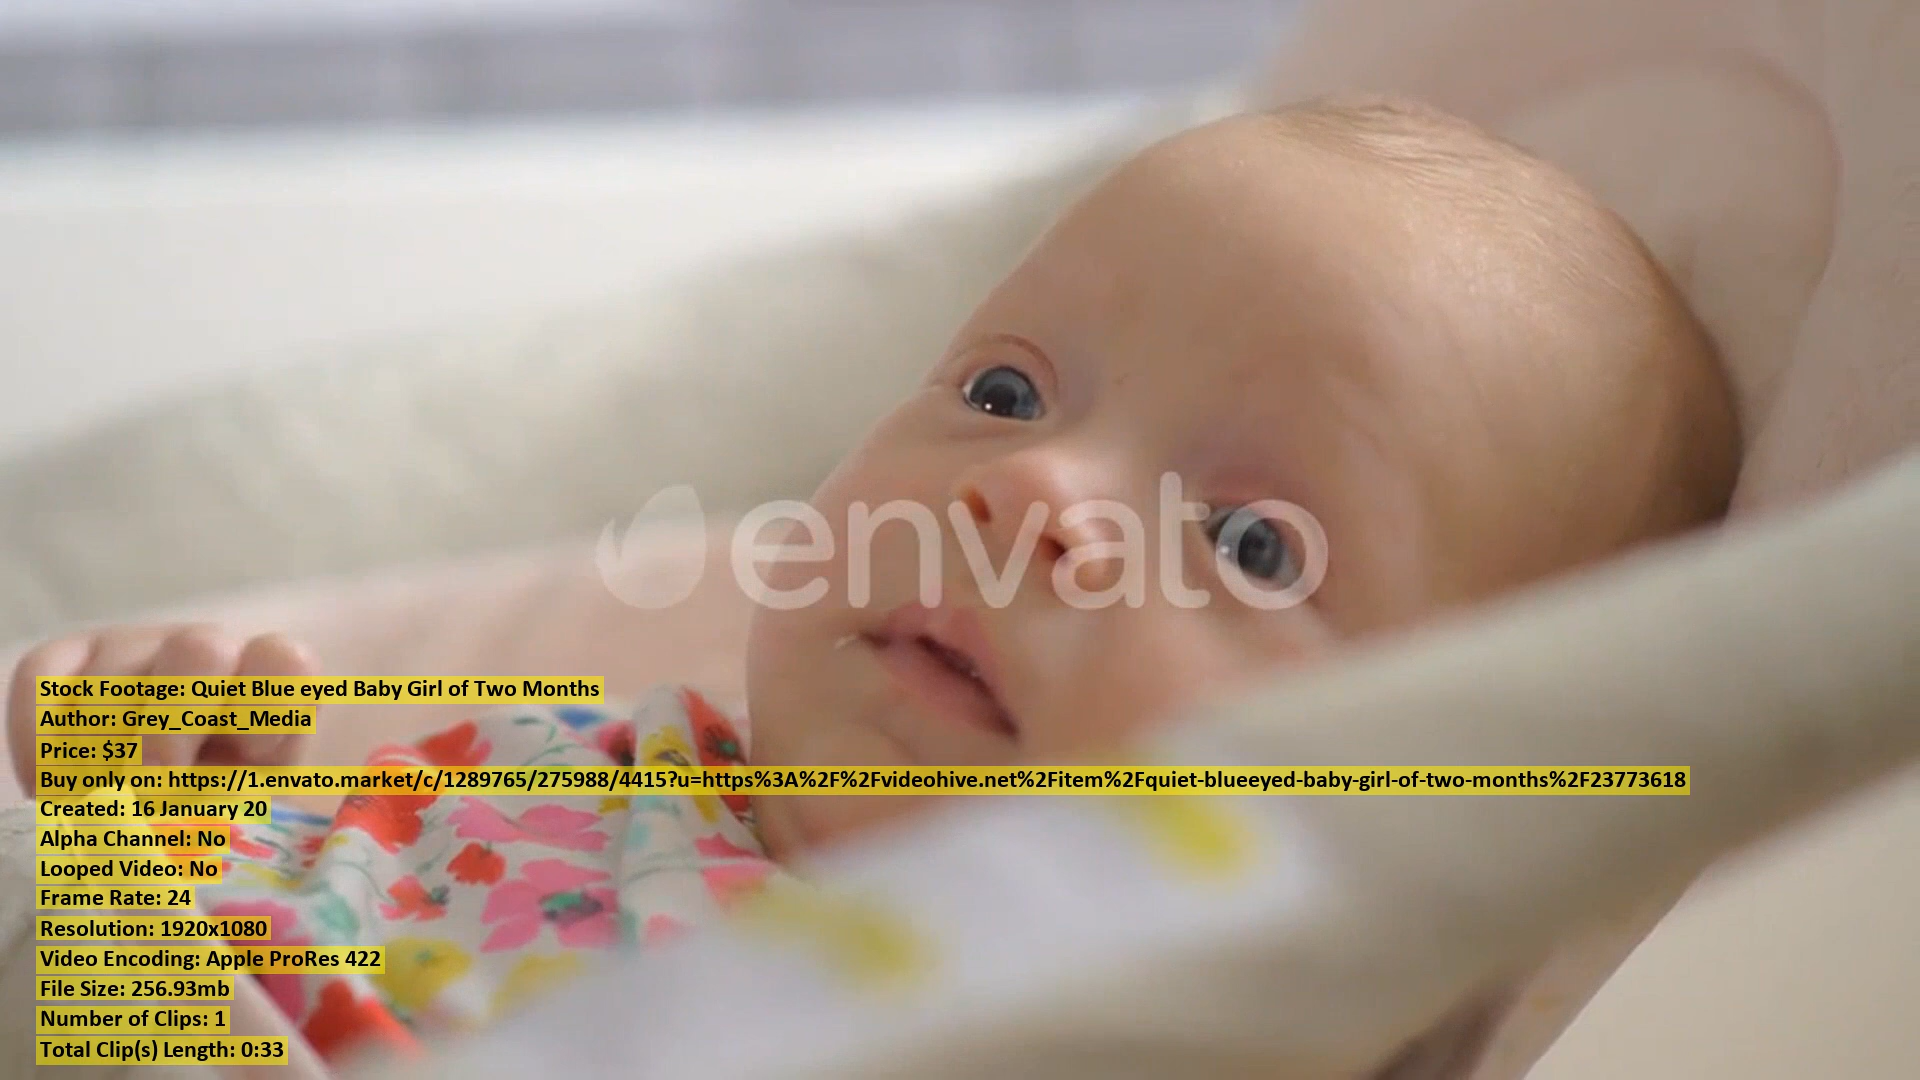 envato
Stock Footage: Quiet Blue eyed Baby Girl of Two Months
Author: Grey_Coast_Media
Price: $37
Buy only on: https://1.envato.market/c/1289765/275988/4415?u=https%3A%2F%2Fvideohive.net%2Fitem%2Fquiet-blueeyed-baby-girl-of-two-months%2F23773618
Created: 16 January 20
Alpha Channel: No
Looped Video: No
Frame Rate: 24
Resolution: 1920x1080
Video Encoding: Apple ProRes 422
File Size: 256.93mb
Number of Clips: 1
Total Clip(s) Length: 0:33